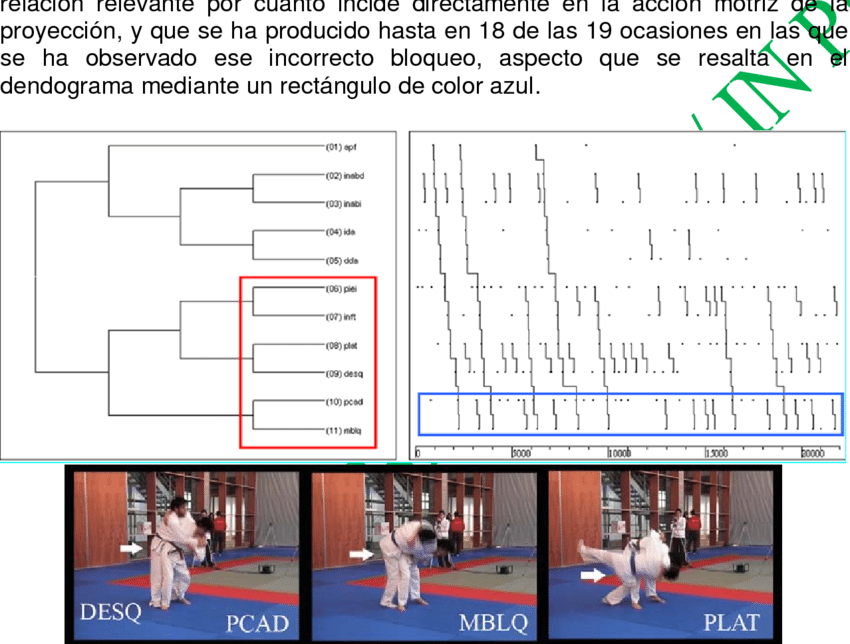 relación relevante por cuanto incide directamente en la acción motriz de la
proyección, y que se ha producido hasta en 18 de las 19 ocasiones en las que
se ha observado ese incorrecto bloqueo, aspecto que se resalta en el
dendograma mediante un rectángulo de color azul.
IN P
(01) apf
(02) inabd
(03) inabi
(04) ida
(05) dda
(06) piei
(07) inft
(08) plat
(09) desq
(10) pcad
(11) mblq
0 5000 10000 15000 20000
DESQ PCAD MBLQ PLAT